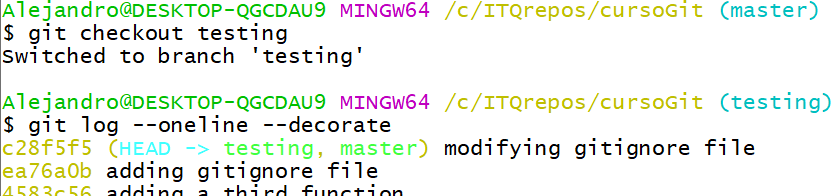 Alejandro@DESKTOP-QGCDAU9 MINGW64 /c/ITQrepos/cursoGit (master)
$ git checkout testing
Switched to branch 'testing'
Alejandro@DESKTOP-QGCDAU9 MINGW64 /c/ITQrepos/cursoGit (testing)
$ git log --oneline --decorate
c28f5f5 (HEAD -> testing, master) modifying gitignore file
ea76a0b adding gitignore file
4583c56 adding a third function